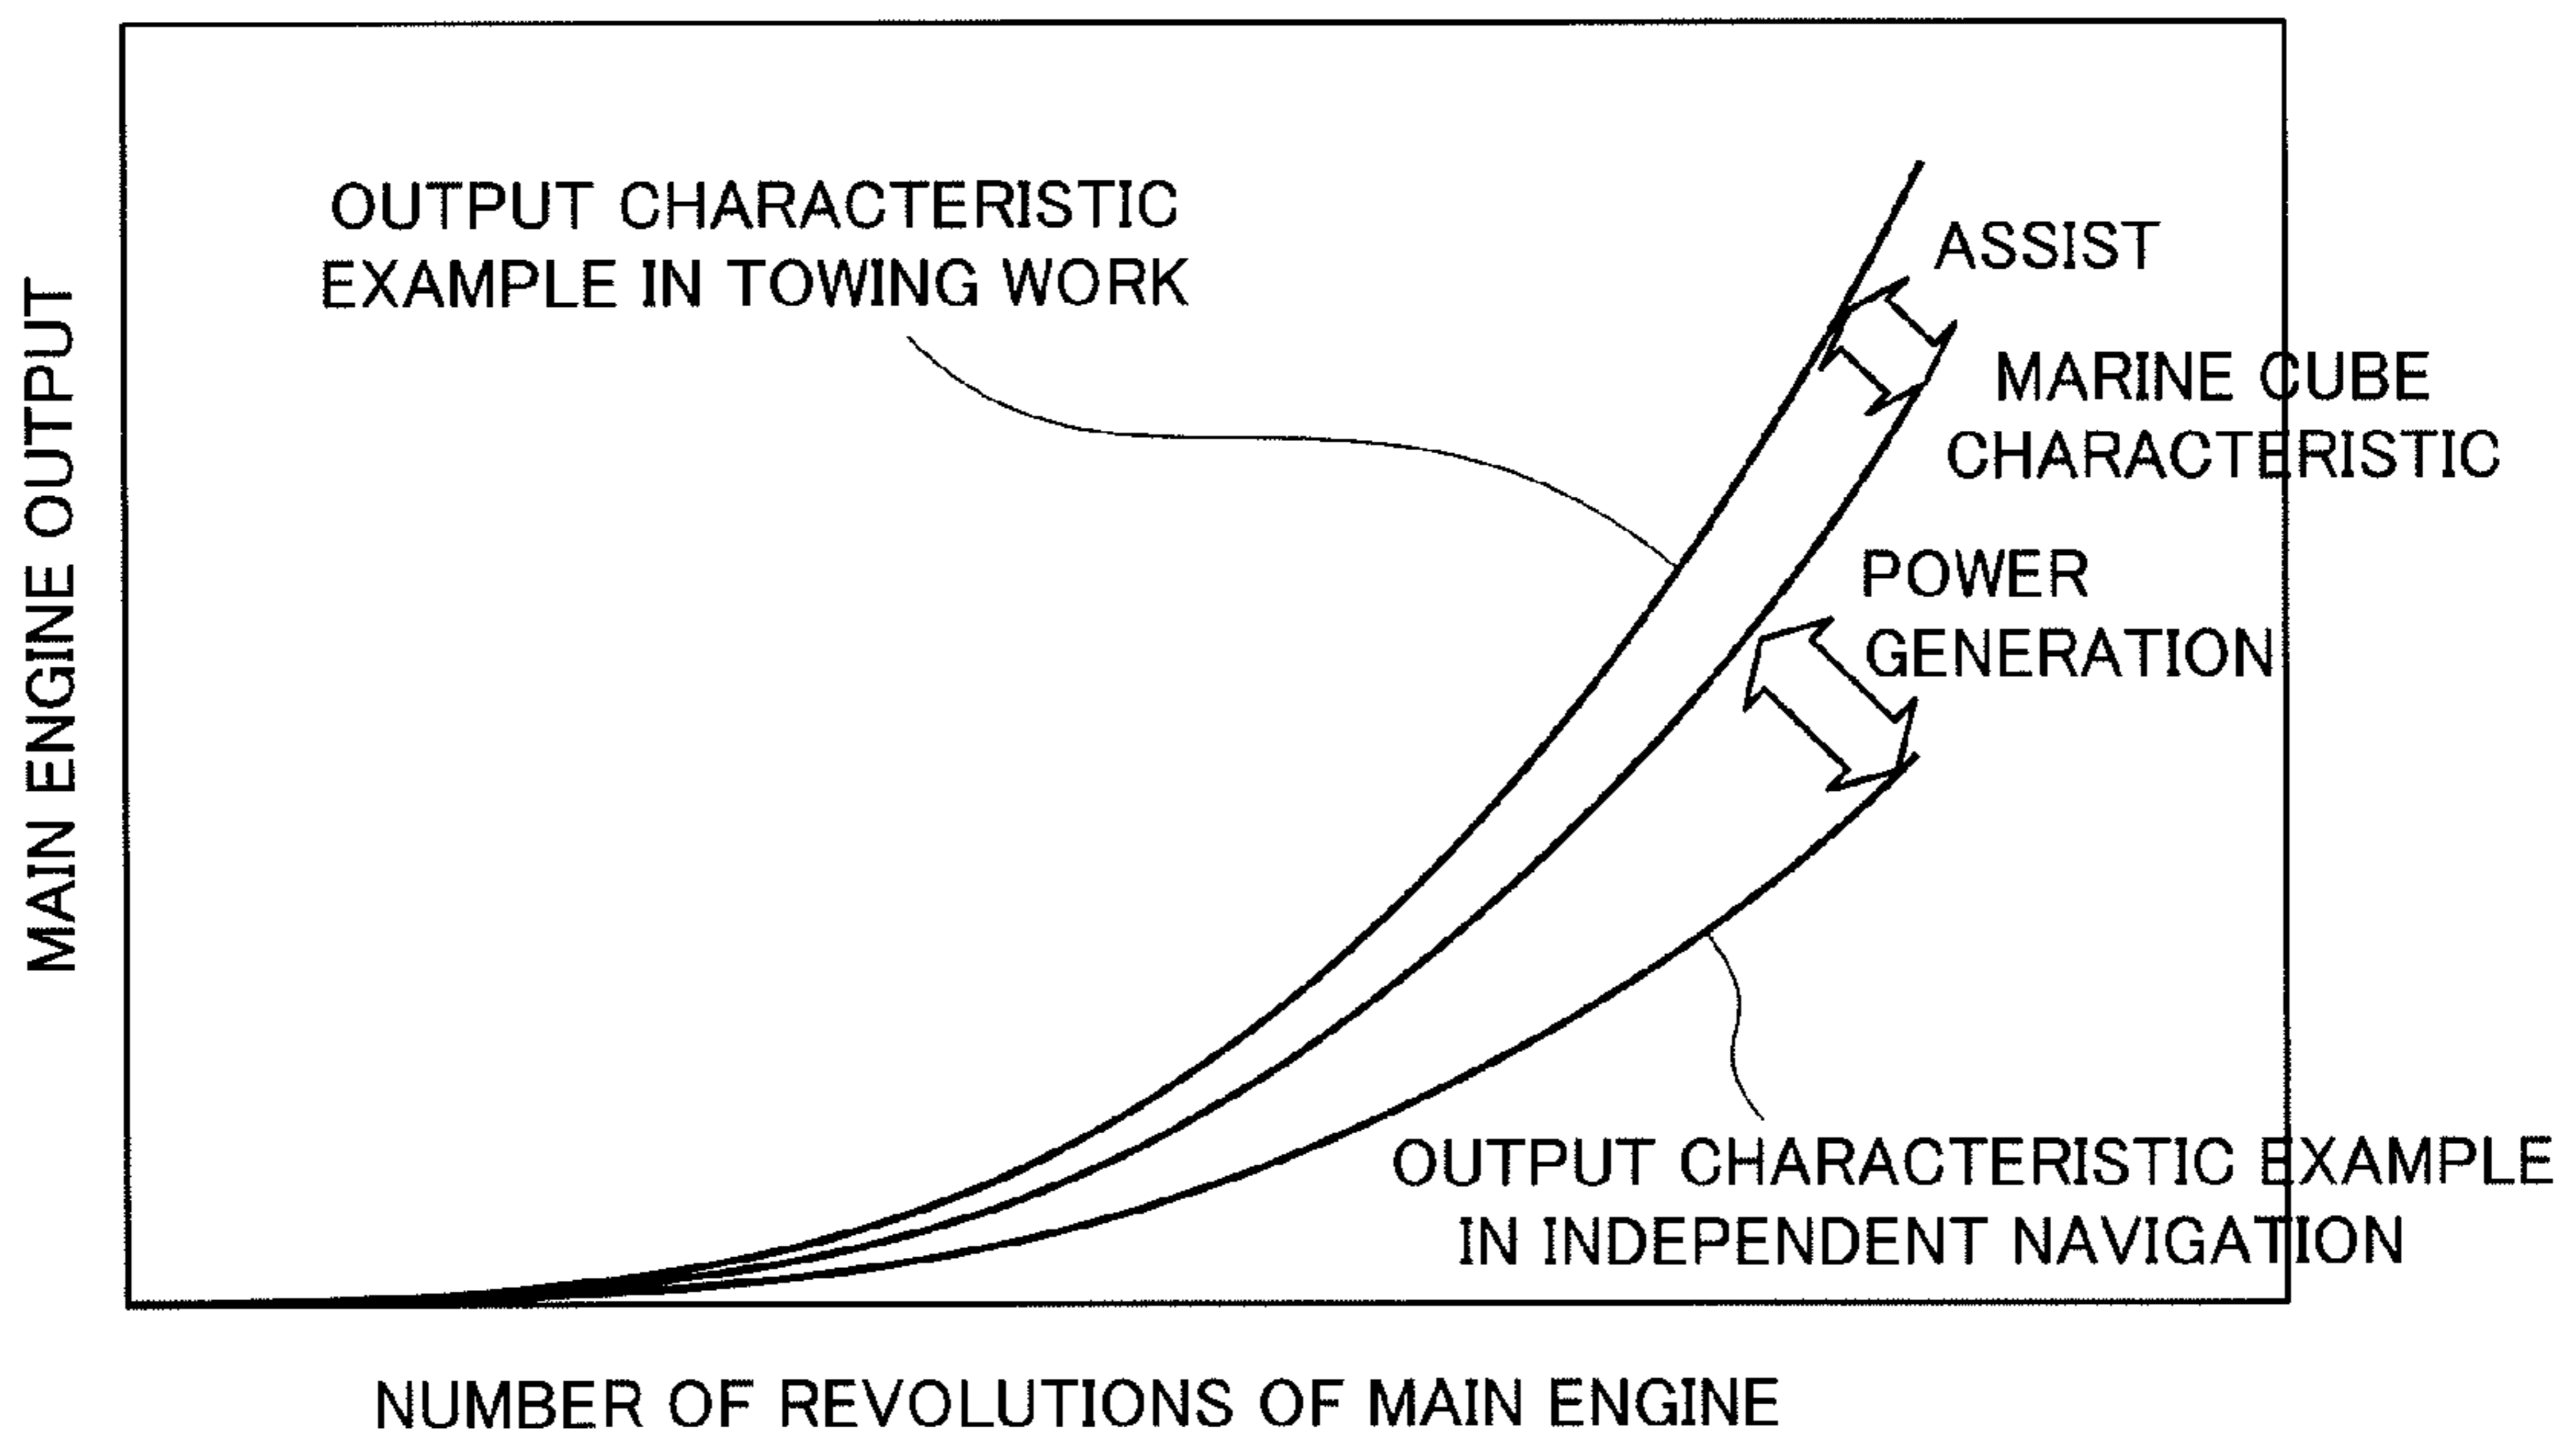 OUTPUT CHARACTERISTIC
EXAMPLE IN TOWING WORK
ASSIST
MARINE CUBE
CHARACTERISTIC
POWER
GENERATION
MAIN ENGINE OUTPUT
OUTPUT CHARACTERISTIC EXAMPLE
IN INDEPENDENT NAVIGATION
NUMBER OF REVOLUTIONS OF MAIN ENGINE